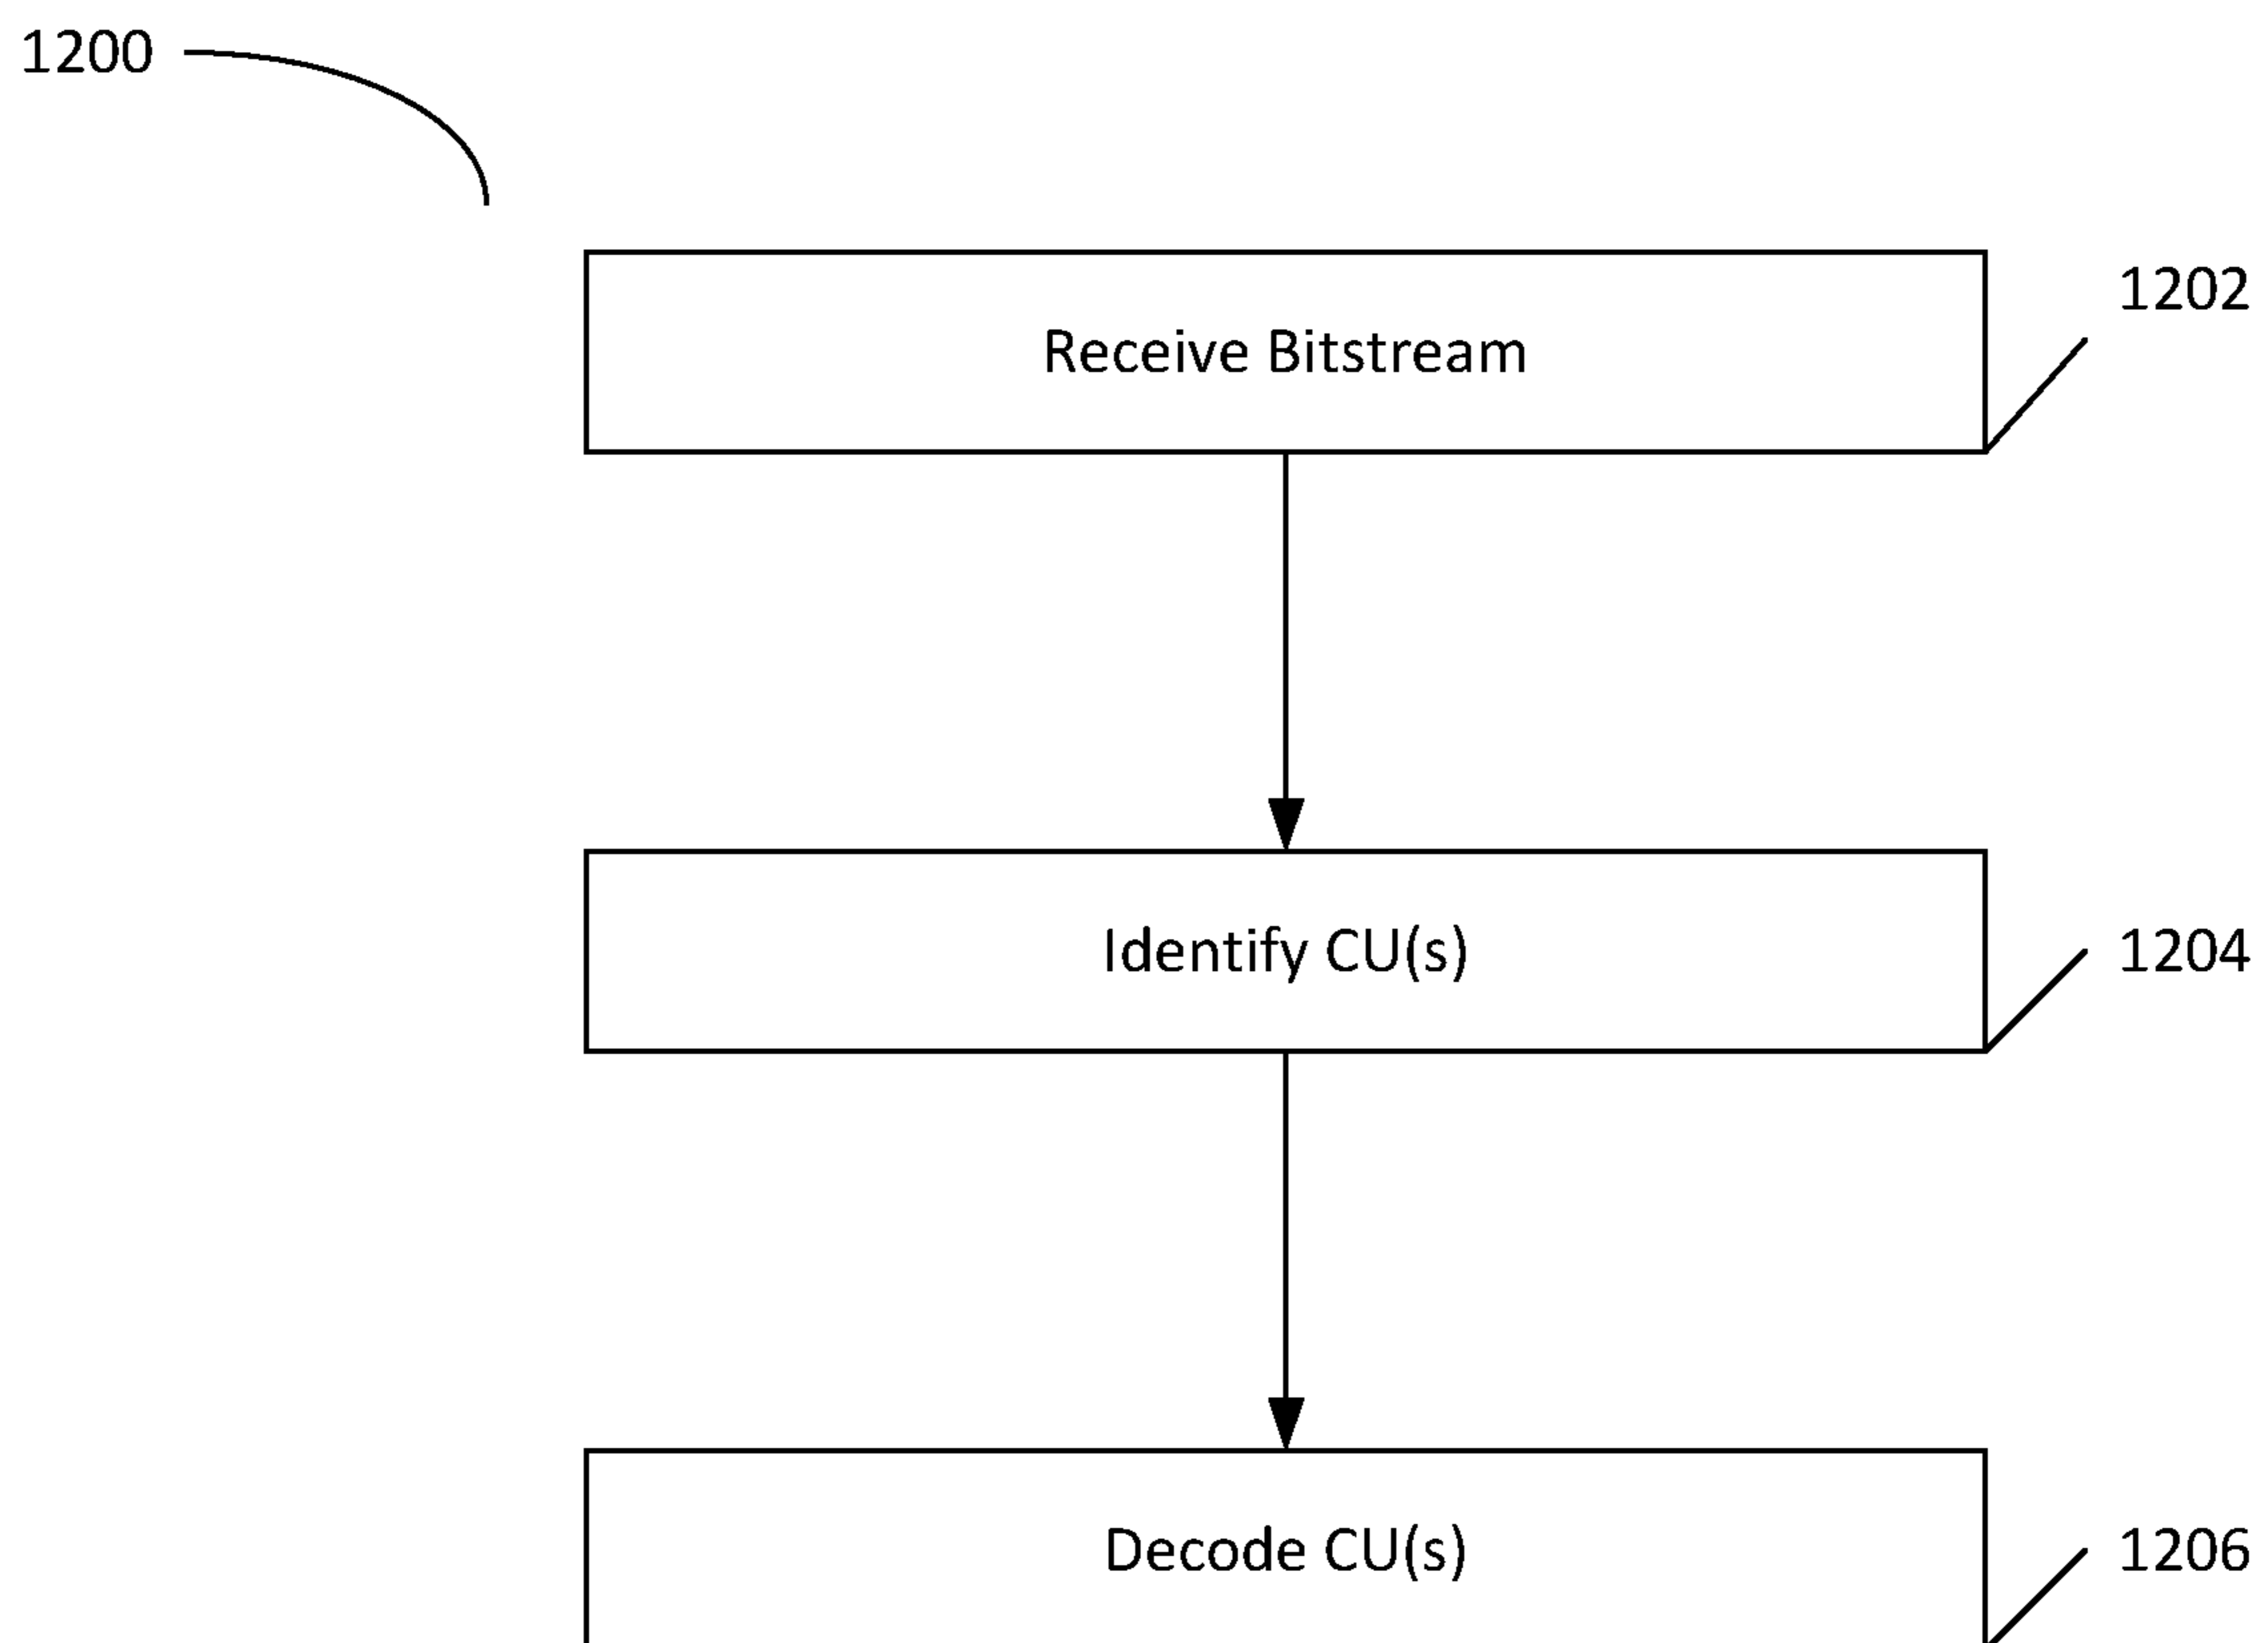 1200
Receive Bitstream
1202
Identify CU(s)
1204
Decode CU(s)
1206